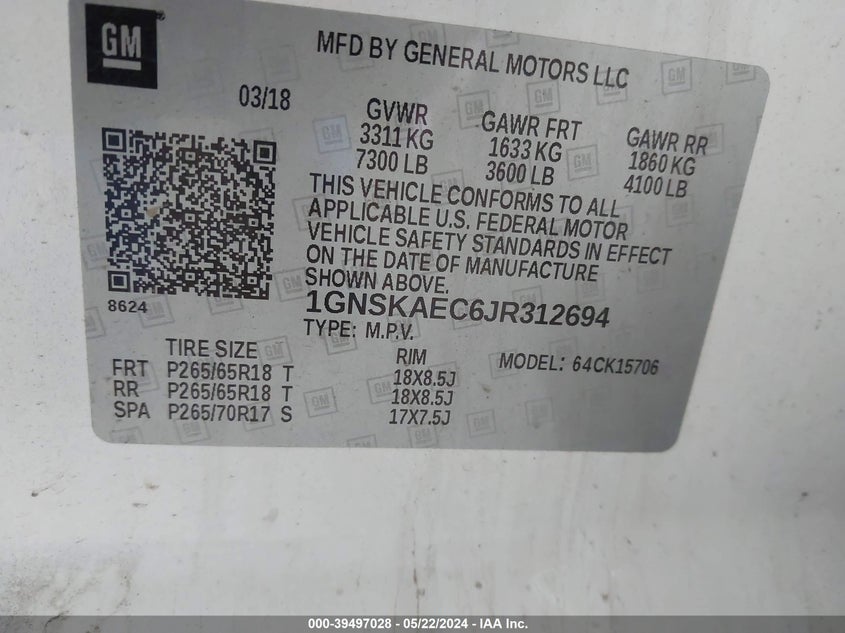 GM
MFD BY GENERAL MOTORS LLC
03/18
GVWR
3311 KG
7300 LB
GAWR FRT
1633 KG
3600 LB
GAWR RR
1860 KG
4100 LB
THIS VEHICLE CONFORMS TO ALL
APPLICABLE U.S. FEDERAL MOTOR
VEHICLE SAFETY STANDARDS IN EFFECT
ON THE DATE OF MANUFACTURE
SHOWN ABOVE.
8624
1GNSKAEC6JR312694
TYPE: M.P.V.
TIRE SIZE RIM MODEL: 64CK15706
FRT P265/65R18 T 18X8.5J
RR P265/65R18 T 18X8.5J
SPA P265/70R17 S 17X7.5J
000-39497028 - 05/22/2024 - IAA Inc.